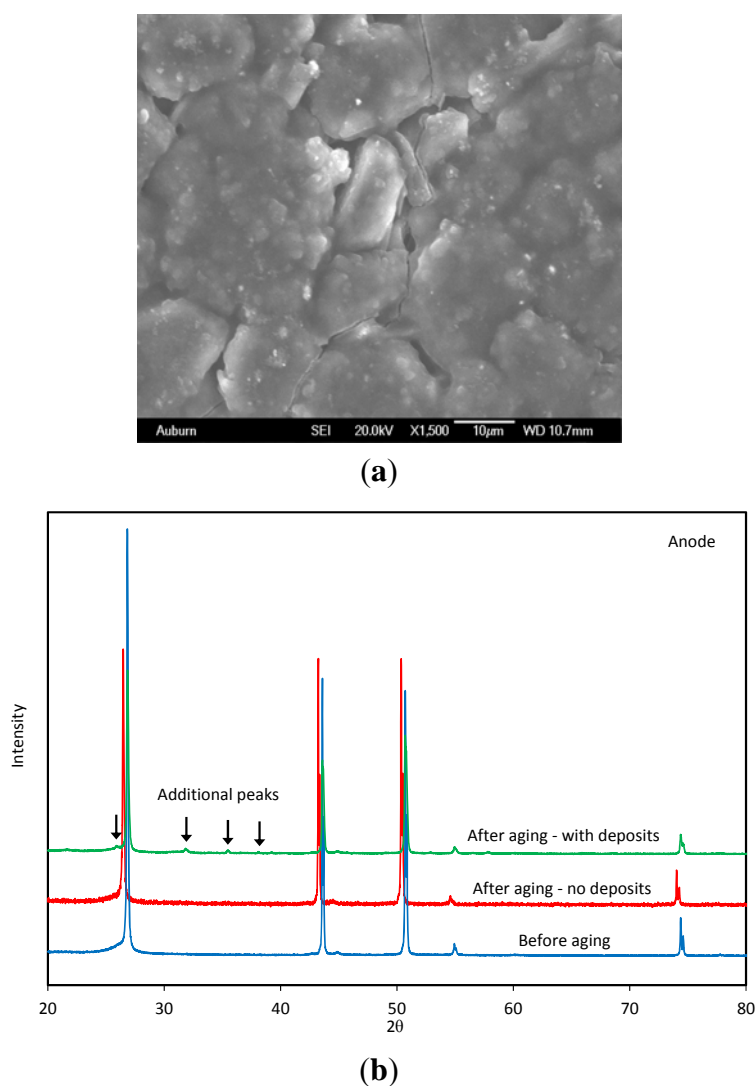 Auburn SEI 20.0kV X1,500 10µm WD 10.7mm
(a)
Anode
Intensity
Additional peaks
After aging - with deposits
After aging - no deposits
Before aging
20 30 40 50 60 70 80
2θ
(b)